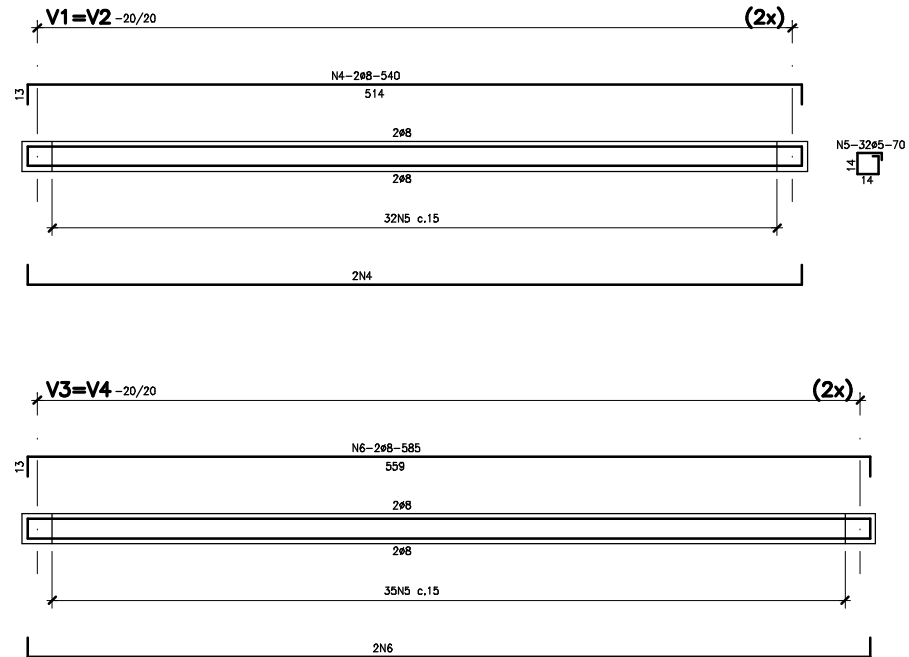 V1=V2 -20/20 (2x)
N4-2ø8-540
13
514
2ø8
2ø8
N5-32ø5-70
14
14
32N5 c.15
2N4
V3=V4 -20/20 (2x)
N6-2ø8-585
13
559
2ø8
2ø8
35N5 c.15
2N6